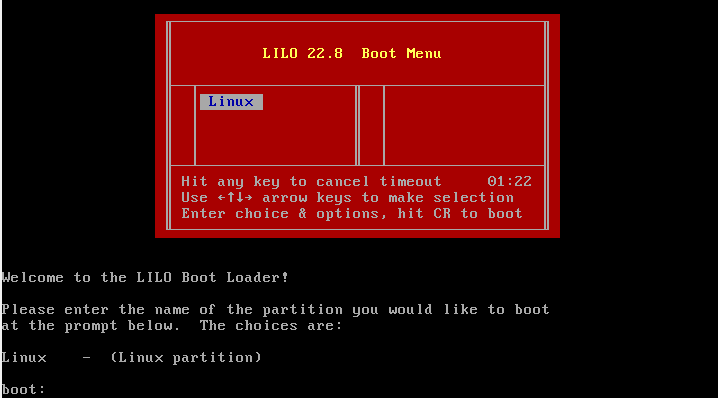 LILO 22.8  Boot Menu
Linux
Hit any key to cancel timeout     01:22
Use ←↑↓→ arrow keys to make selection
Enter choice & options, hit CR to boot
Welcome to the LILO Boot Loader!
Please enter the name of the partition you would like to boot
at the prompt below.  The choices are:
Linux    -  (Linux partition)
boot: